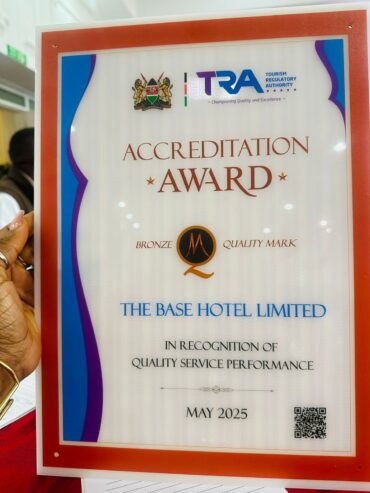 TRA
TOURISM
REGULATORY
AUTHORITY
~ Championing Quality and Excellence ~
ACCREDITATION
AWARD
BRONZE QUALITY MARK
THE BASE HOTEL LIMITED
IN RECOGNITION OF
QUALITY SERVICE PERFORMANCE
MAY 2025